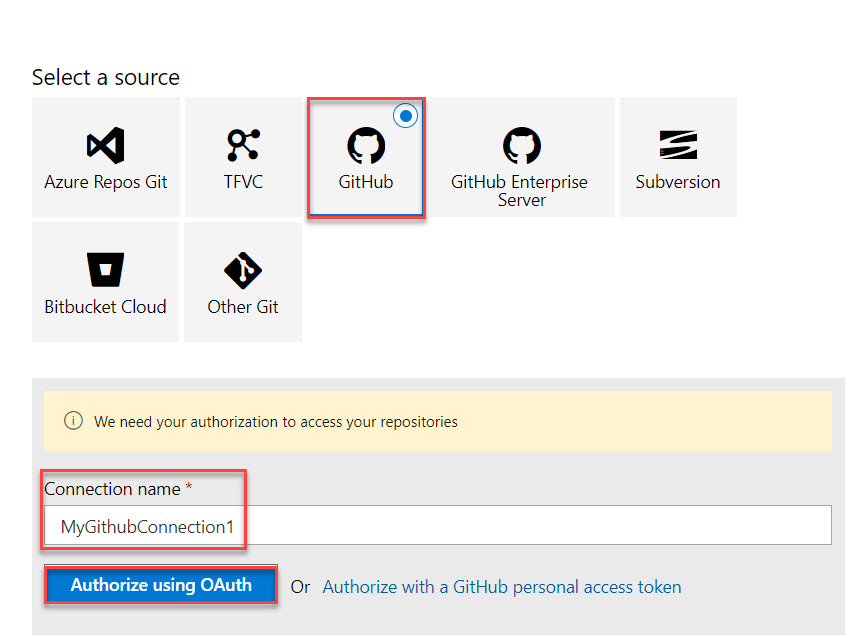 Select a source
Azure Repos Git
TFVC
GitHub
GitHub Enterprise
Server
Subversion
Bitbucket Cloud
Other Git
We need your authorization to access your repositories
Connection name *
MyGithubConnection1
Authorize using OAuth Or Authorize with a GitHub personal access token